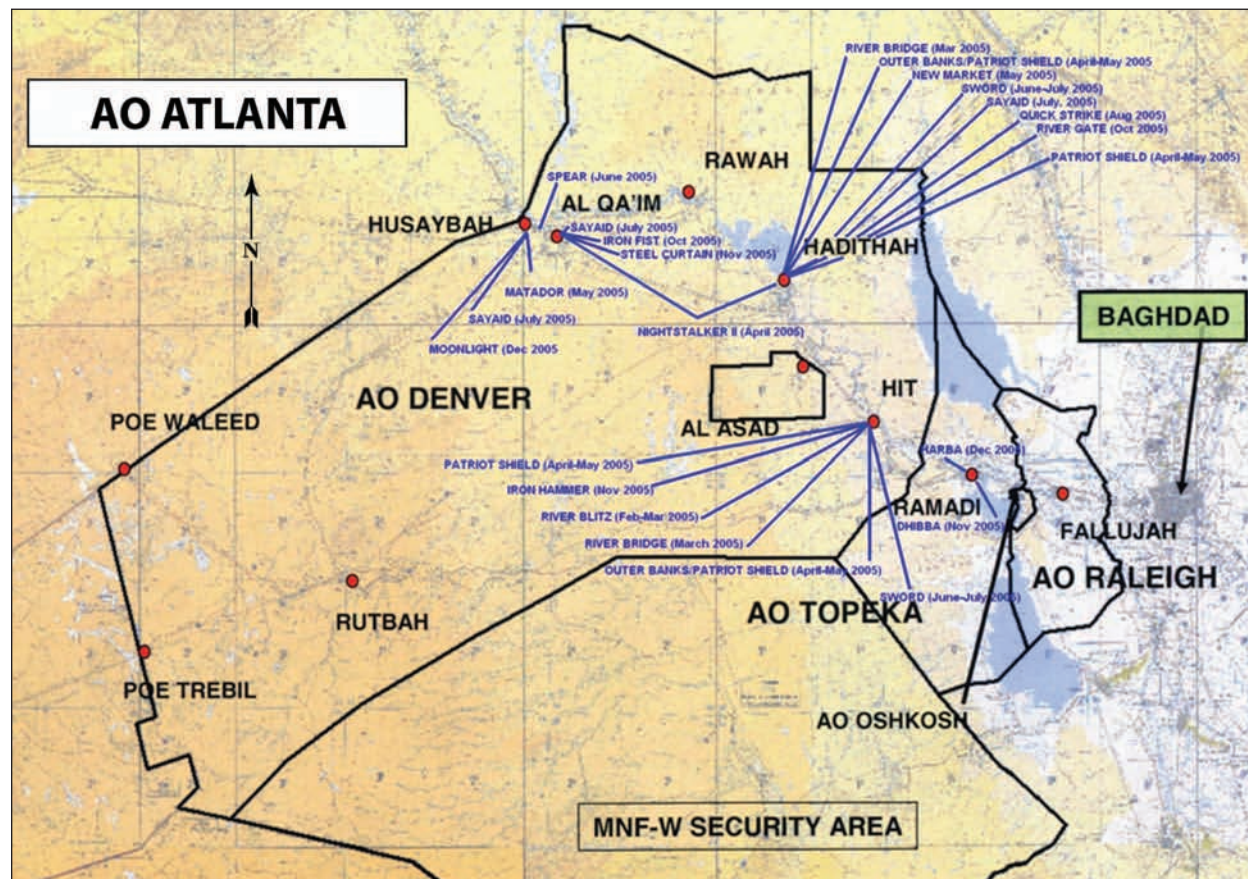 AO ATLANTA
N
RIVER BRIDGE (Mar 2005)
OUTER BANKS/PATRIOT SHIELD (April-May 2005
NEW MARKET (May 2005)
SWORD (June-July 2005)
SAYAID (July, 2005)
QUICK STRIKE (Aug 2005)
RIVER GATE (Oct 2005)
PATRIOT SHIELD (April-May 2005)
RAWAH
SPEAR (June 2005)
AL QA'IM
HUSAYBAH
SAYAID (July 2005)
IRON FIST (Oct 2005)
STEEL CURTAIN (Nov 2005)
HADITHAH
MATADOR (May 2005)
SAYAID (July 2005)
MOONLIGHT (Dec 2005
NIGHTSTALKER II (April 2005)
BAGHDAD
AO DENVER
HIT
POE WALEED
AL ASAD
PATRIOT SHIELD (April-May 2005)
HARBA (Dec 2005)
IRON HAMMER (Nov 2005)
RAMADI
RIVER BLITZ (Feb-Mar 2005)
DHIBBA (Nov 2005)
FALLUJAH
RIVER BRIDGE (March 2005)
OUTER BANKS/PATRIOT SHIELD (April-May 2005)
AO RALEIGH
SWORD (June-July 2005)
AO TOPEKA
RUTBAH
POE TREBIL
AO OSHKOSH
MNF-W SECURITY AREA